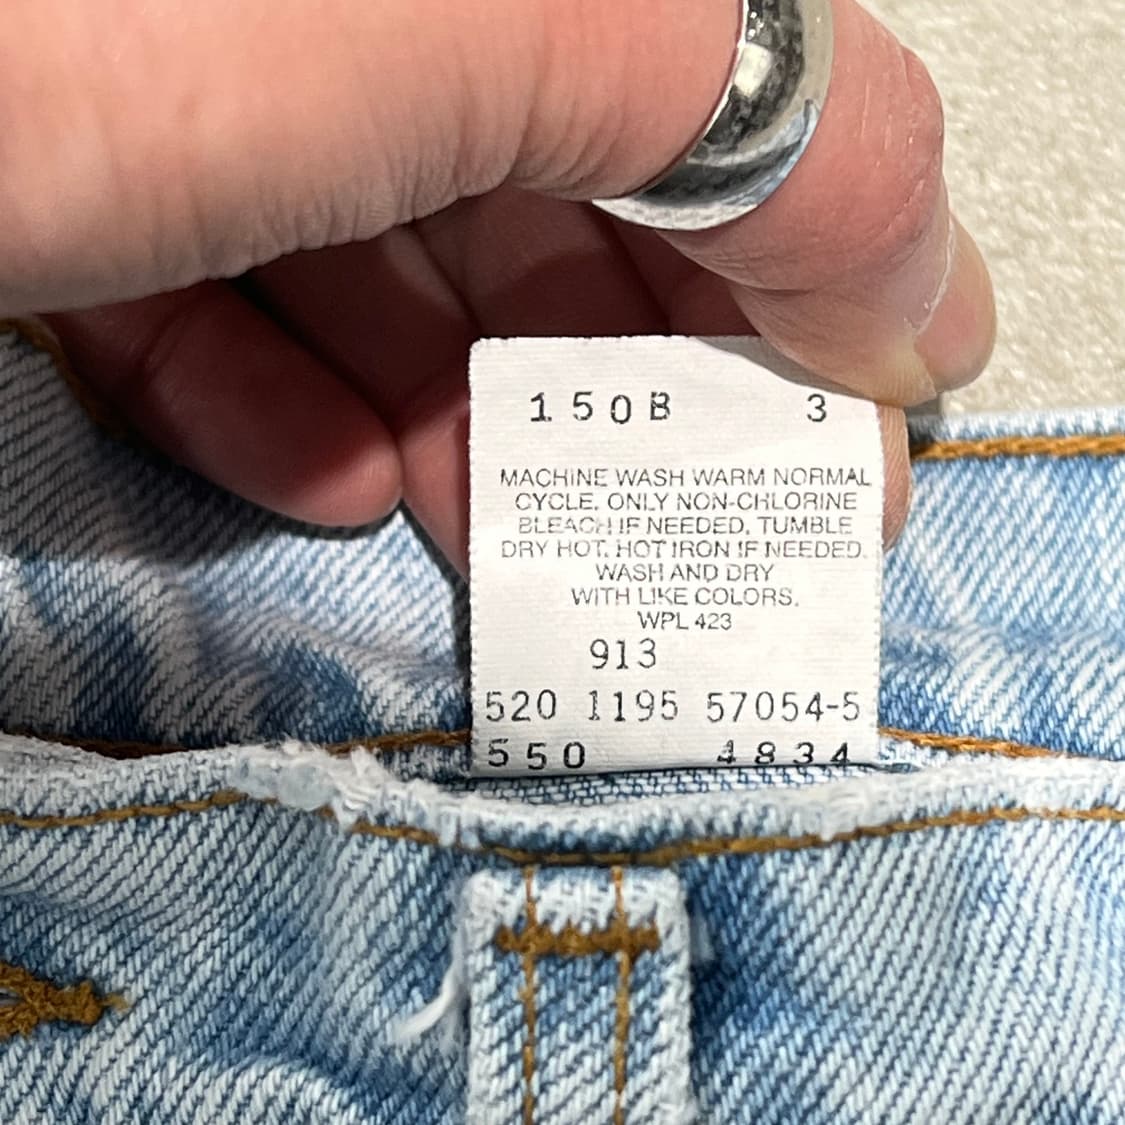 150B 3
MACHINE WASH WARM NORMAL
CYCLE. ONLY NON-CHLORINE
BLEACH IF NEEDED. TUMBLE
DRY HOT. HOT IRON IF NEEDED.
WASH AND DRY
WITH LIKE COLORS.
WPL 423
913
520 1195 57054-5
550 4834